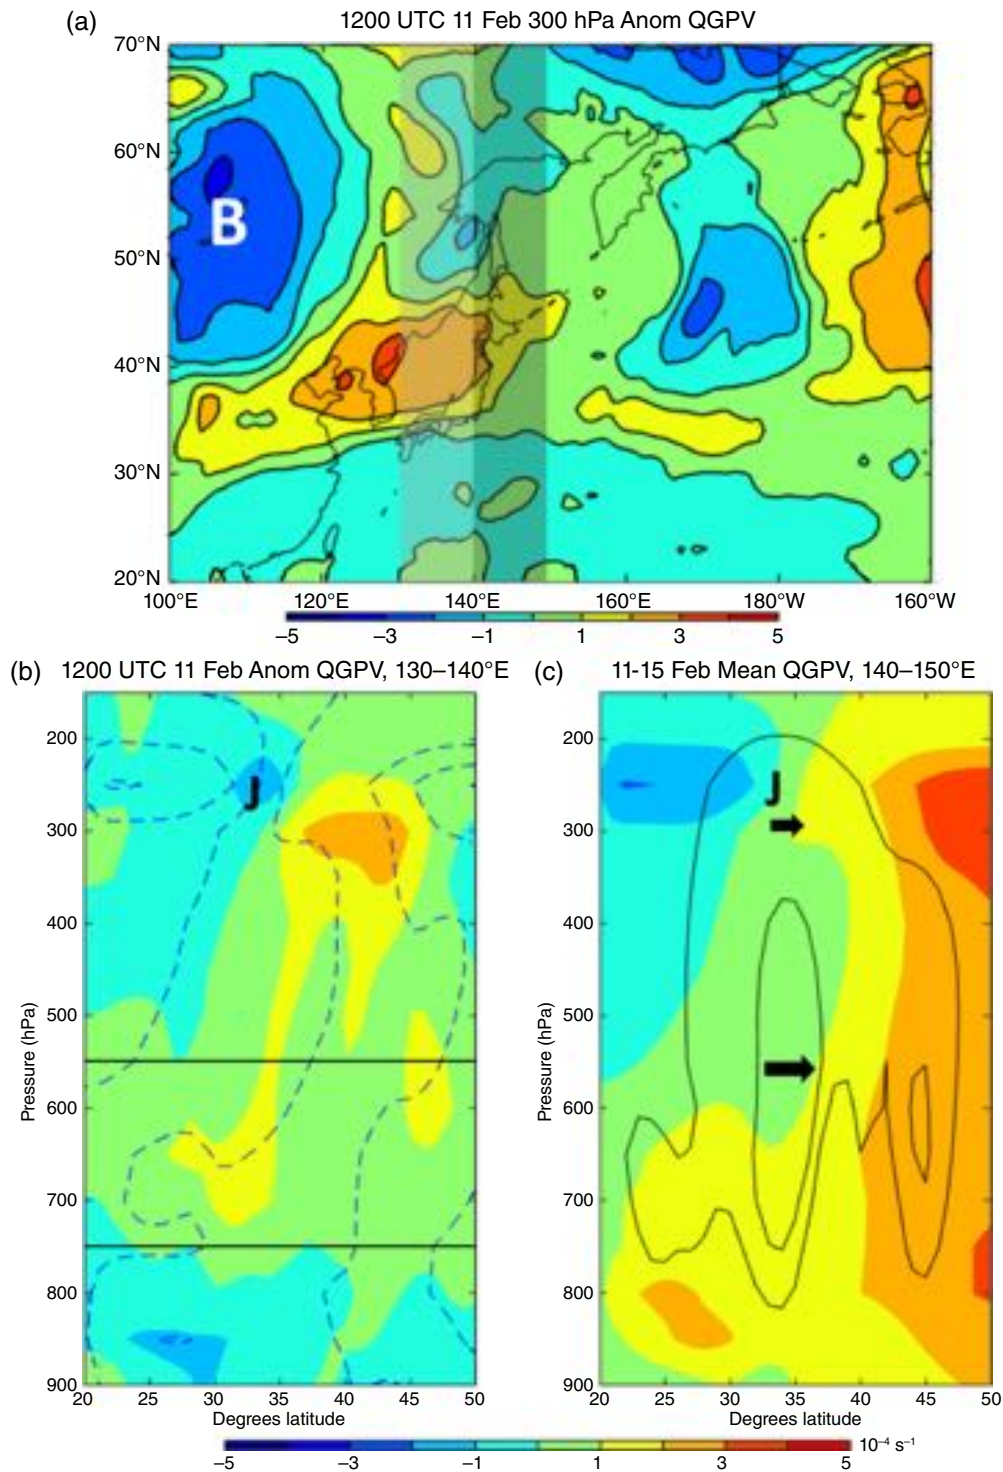 (a) 1200 UTC 11 Feb 300 hPa Anom QGPV
70°N
60°N
50°N
40°N
30°N
20°N
B
100°E 120°E 140°E 160°E 180°W 160°W
−5 −3 −1 1 3 5
(b) 1200 UTC 11 Feb Anom QGPV, 130–140°E
200
300
400
500
600
700
800
900
Pressure (hPa)
J
20 25 30 35 40 45 50
Degrees latitude
(c) 11-15 Feb Mean QGPV, 140–150°E
200
300
400
500
600
700
800
900
Pressure (hPa)
J
20 25 30 35 40 45 50
Degrees latitude
−5 −3 −1 1 3 5
10⁻⁴ s⁻¹